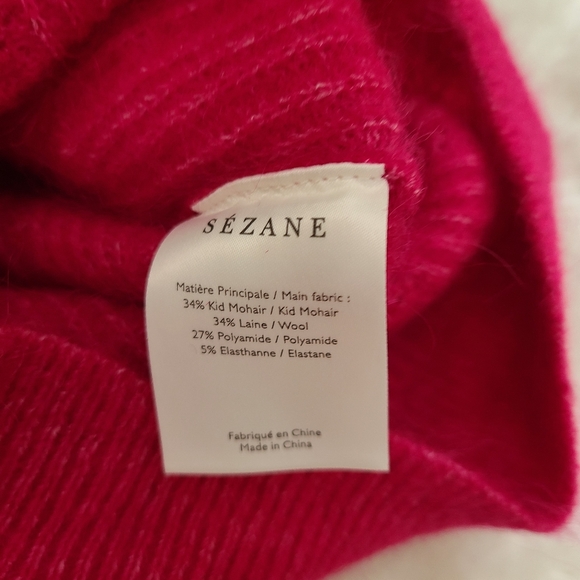 SÉZANE
Matière Principale / Main fabric :
34% Kid Mohair / Kid Mohair
34% Laine / Wool
27% Polyamide / Polyamide
5% Elasthanne / Elastane
Fabriqué en Chine
Made in China